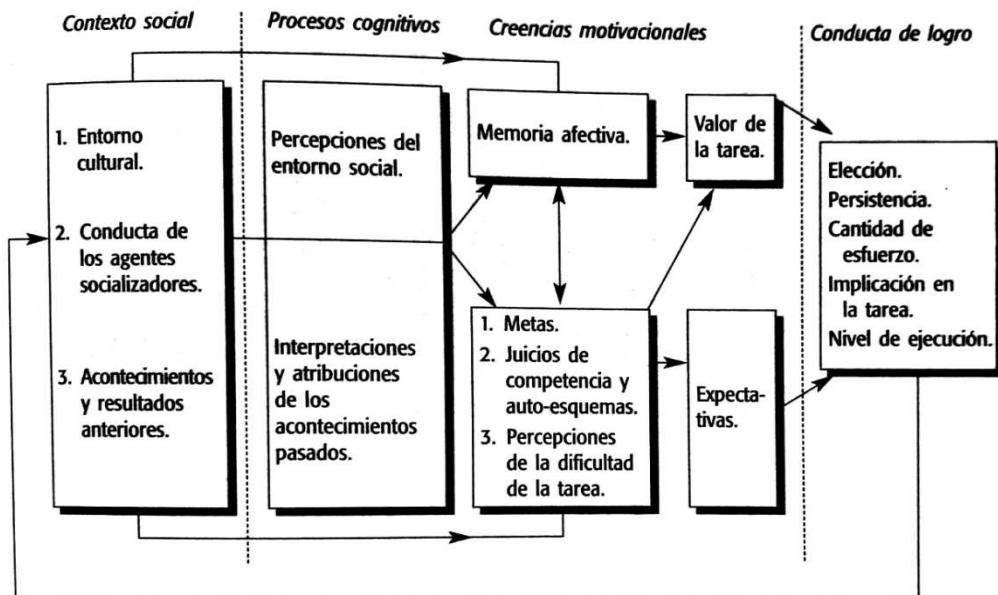 Contexto social
Procesos cognitivos
Creencias motivacionales
Conducta de logro
1. Entorno
cultural.
2. Conducta de
los agentes
socializadores.
3. Acontecimientos
y resultados
anteriores.
Percepciones del
entorno social.
Interpretaciones
y atribuciones
de los
acontecimientos
pasados.
Memoria afectiva.
1. Metas.
2. Juicios de
competencia y
auto-esquemas.
3. Percepciones
de la dificultad
de la tarea.
Valor de
la tarea.
Expecta-
tivas.
Elección.
Persistencia.
Cantidad de
esfuerzo.
Implicación en
la tarea.
Nivel de ejecución.